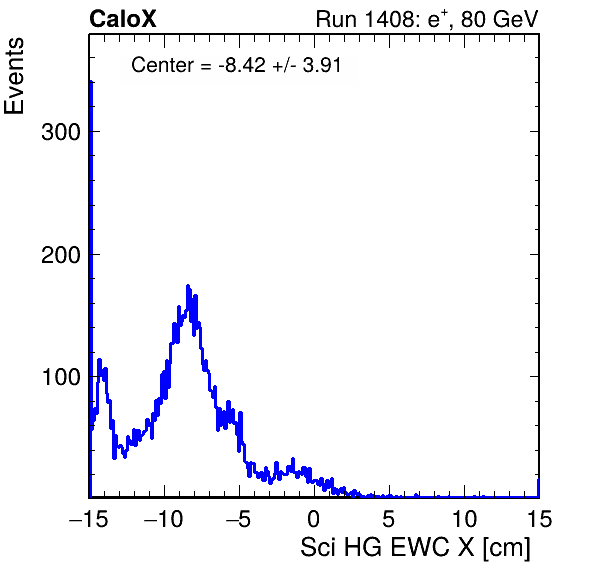 CaloX
Run 1408: e⁺, 80 GeV
Center = -8.42 +/- 3.91
Events
300
200
100
−15 −10 −5 0 5 10 15
Sci HG EWC X [cm]